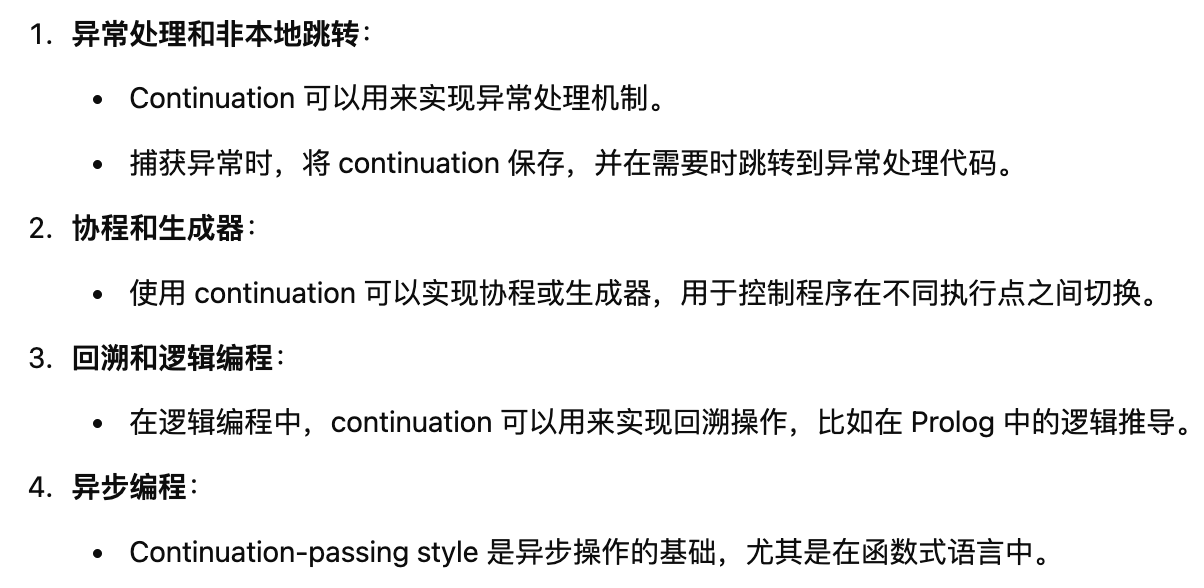 1. 异常处理和非本地跳转：
• Continuation 可以用来实现异常处理机制。
• 捕获异常时，将 continuation 保存，并在需要时跳转到异常处理代码。
2. 协程和生成器：
• 使用 continuation 可以实现协程或生成器，用于控制程序在不同执行点之间切换。
3. 回溯和逻辑编程：
• 在逻辑编程中，continuation 可以用来实现回溯操作，比如在 Prolog 中的逻辑推导。
4. 异步编程：
• Continuation-passing style 是异步操作的基础，尤其是在函数式语言中。